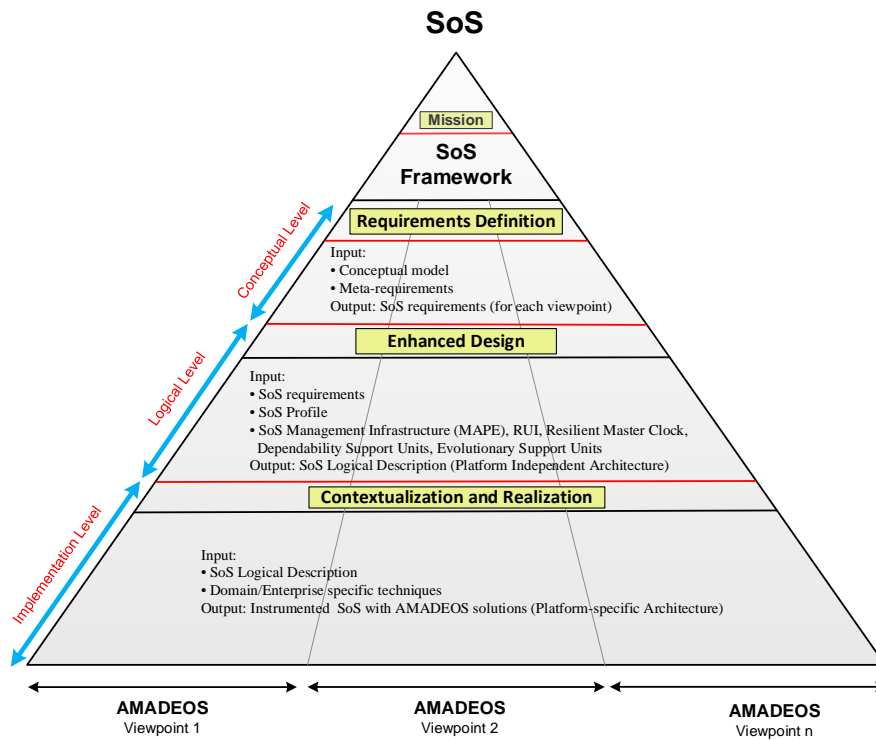 SoS
Mission
SoS
Framework
Requirements Definition
Input:
• Conceptual model
• Meta-requirements
Output: SoS requirements (for each viewpoint)
Enhanced Design
Input:
• SoS requirements
• SoS Profile
• SoS Management Infrastructure (MAPE), RUI, Resilient Master Clock,
Dependability Support Units, Evolutionary Support Units
Output: SoS Logical Description (Platform Independent Architecture)
Contextualization and Realization
Input:
• SoS Logical Description
• Domain/Enterprise specific techniques
Output: Instrumented SoS with AMADEOS solutions (Platform-specific Architecture)
Conceptual Level
Logical Level
Implementation Level
AMADEOS
Viewpoint 1
AMADEOS
Viewpoint 2
AMADEOS
Viewpoint n